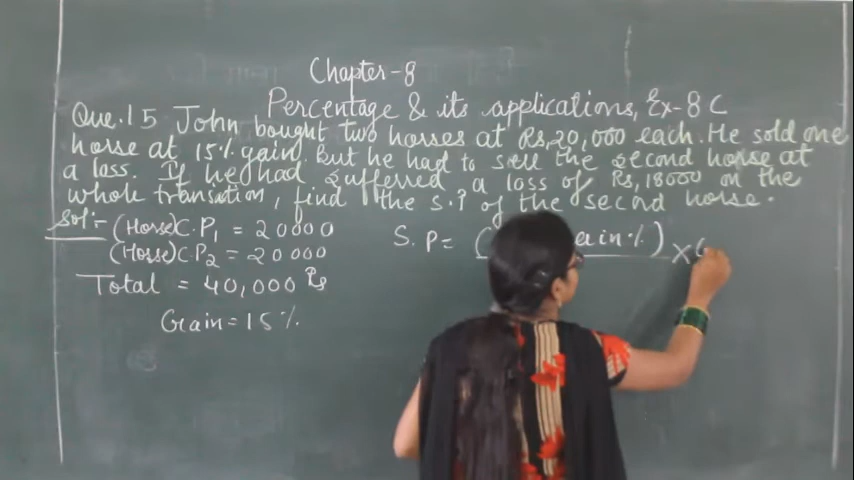 Chapter-8
Percentage & its applications, Ex-8 C
Que.15 John bought two horses at Rs, 20,000 each. He sold one
horse at 15% gain. But he had to sell the second horse at
a loss. If he had sufferred a loss of Rs, 18000 on the
whole transation, find the S.P of the second horse.
Sol:-
(Horse) C.P1 = 20000
(Horse) C.P2 = 20000
Total = 40,000 Rs
Gain = 15%
S.P = ( ain%) ×